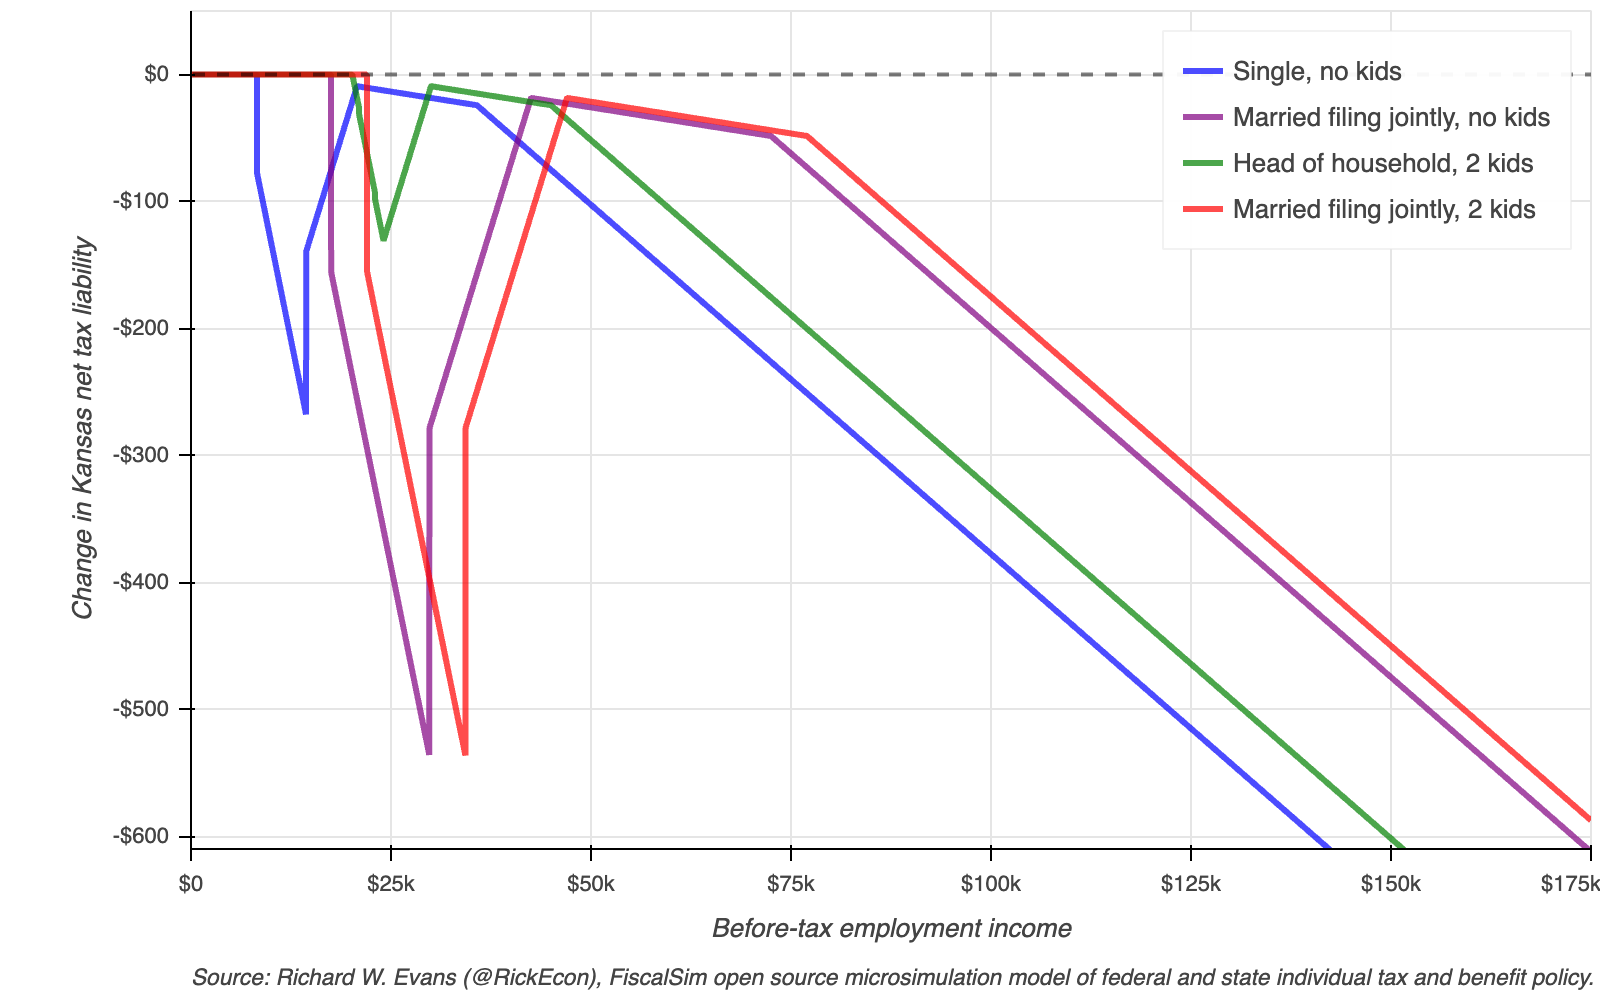 $0
-$100
-$200
-$300
-$400
-$500
-$600
Change in Kansas net tax liability
Single, no kids
Married filing jointly, no kids
Head of household, 2 kids
Married filing jointly, 2 kids
$0 $25k $50k $75k $100k $125k $150k $175k
Before-tax employment income
Source: Richard W. Evans (@RickEcon), FiscalSim open source microsimulation model of federal and state individual tax and benefit policy.